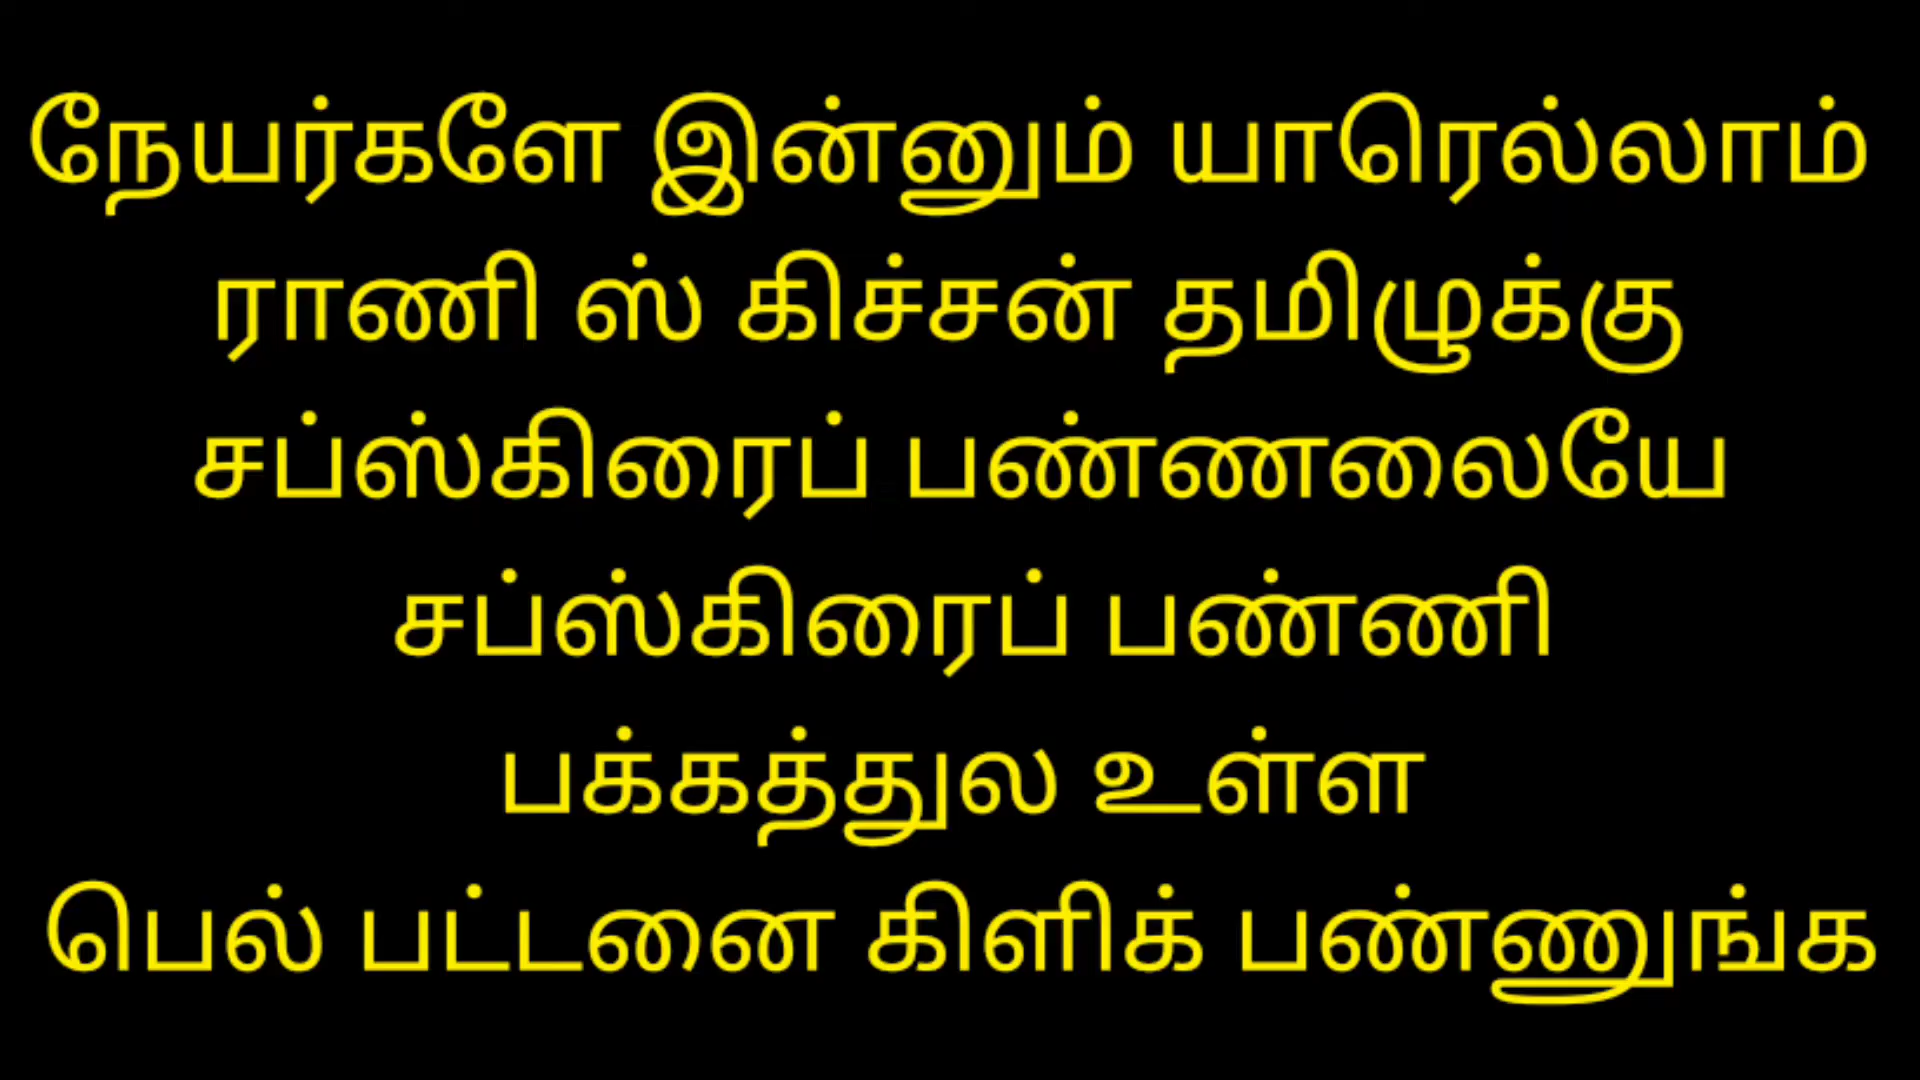 நேயர்களே இன்னும் யாரெல்லாம்
ராணி ஸ் கிச்சன் தமிழுக்கு
சப்ஸ்கிரைப் பண்ணலையே
சப்ஸ்கிரைப் பண்ணி
பக்கத்துல உள்ள
பெல் பட்டனை கிளிக் பண்ணுங்க